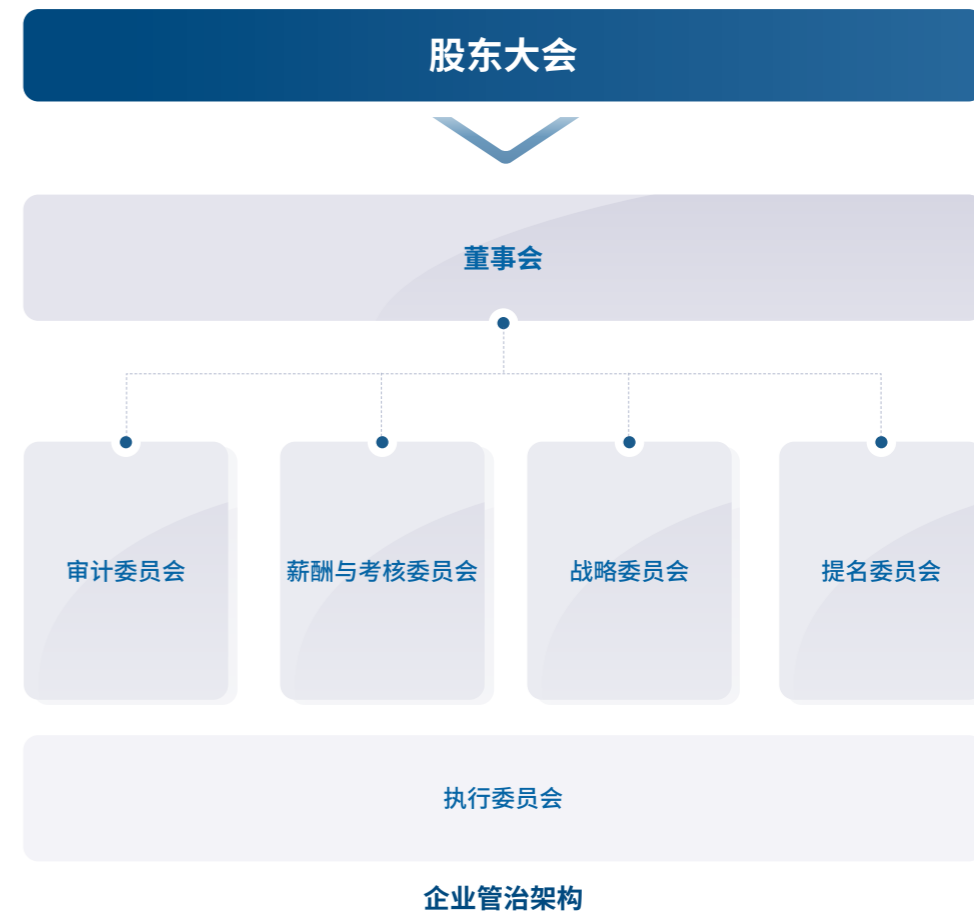 股东大会
董事会
审计委员会
薪酬与考核委员会
战略委员会
提名委员会
执行委员会
企业管治架构